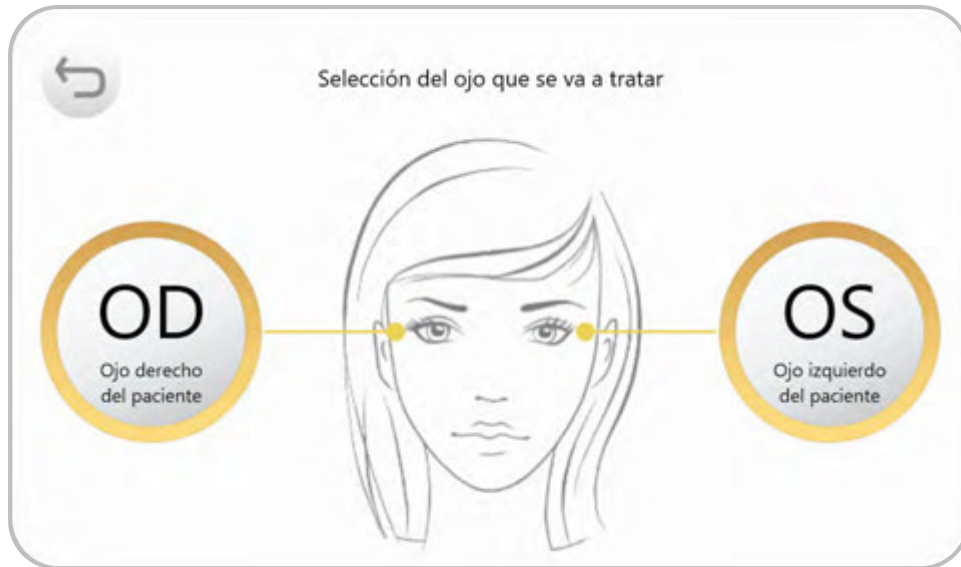 Selección del ojo que se va a tratar
OD
Ojo derecho
del paciente
OS
Ojo izquierdo
del paciente